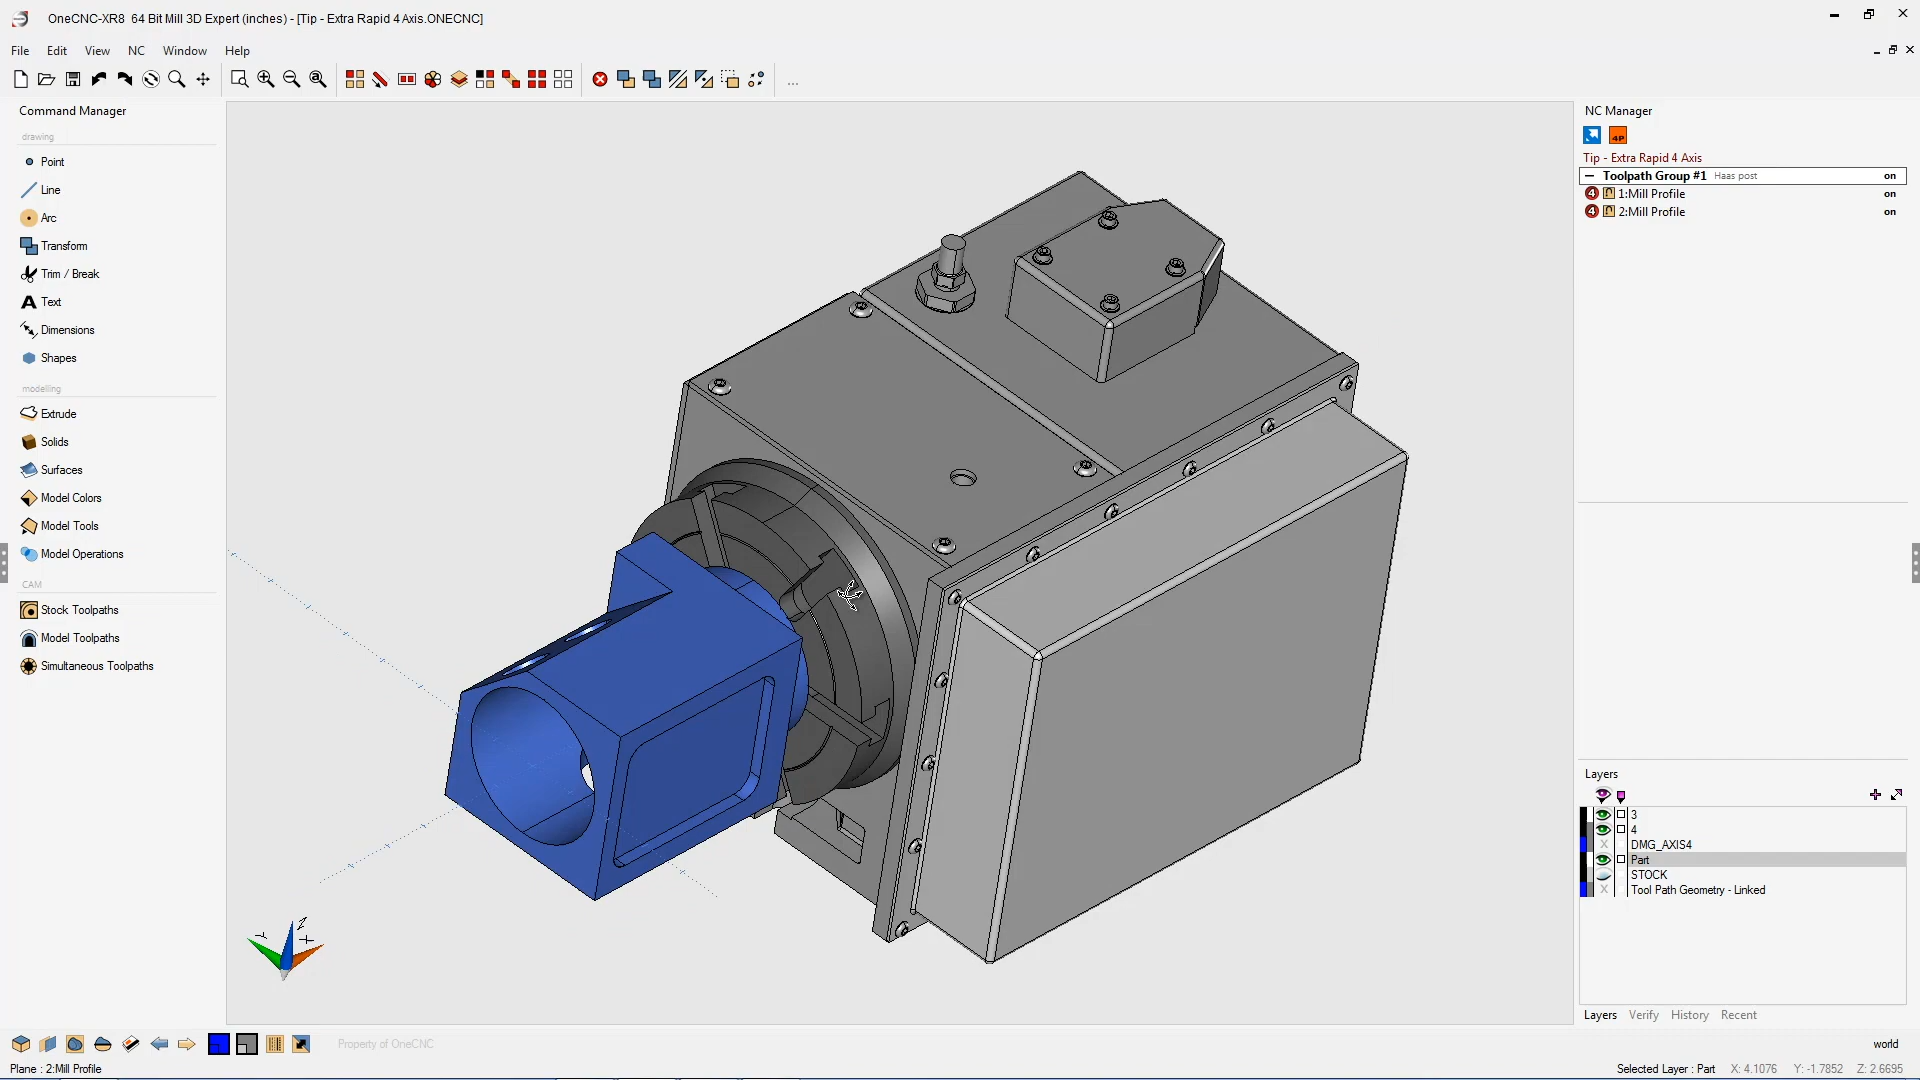 OneCNC-XR8 64 Bit Mill 3D Expert (inches) - [Tip - Extra Rapid 4 Axis.ONECNC]
File Edit View NC Window Help
...
Command Manager
drawing
Point
Line
Arc
Transform
Trim / Break
Text
Dimensions
Shapes
modelling
Extrude
Solids
Surfaces
Model Colors
Model Tools
Model Operations
CAM
Stock Toolpaths
Model Toolpaths
Simultaneous Toolpaths
Z
Y
X
NC Manager
4P
Tip - Extra Rapid 4 Axis
Toolpath Group #1 Haas post on
4 1:Mill Profile on
4 2:Mill Profile on
Layers
3
4
X DMG_AXIS4
Part
STOCK
X Tool Path Geometry - Linked
Layers Verify History Recent
Property of OneCNC
world
Plane : 2:Mill Profile
Selected Layer : Part X: 4.1076 Y: -1.7852 Z: 2.6695